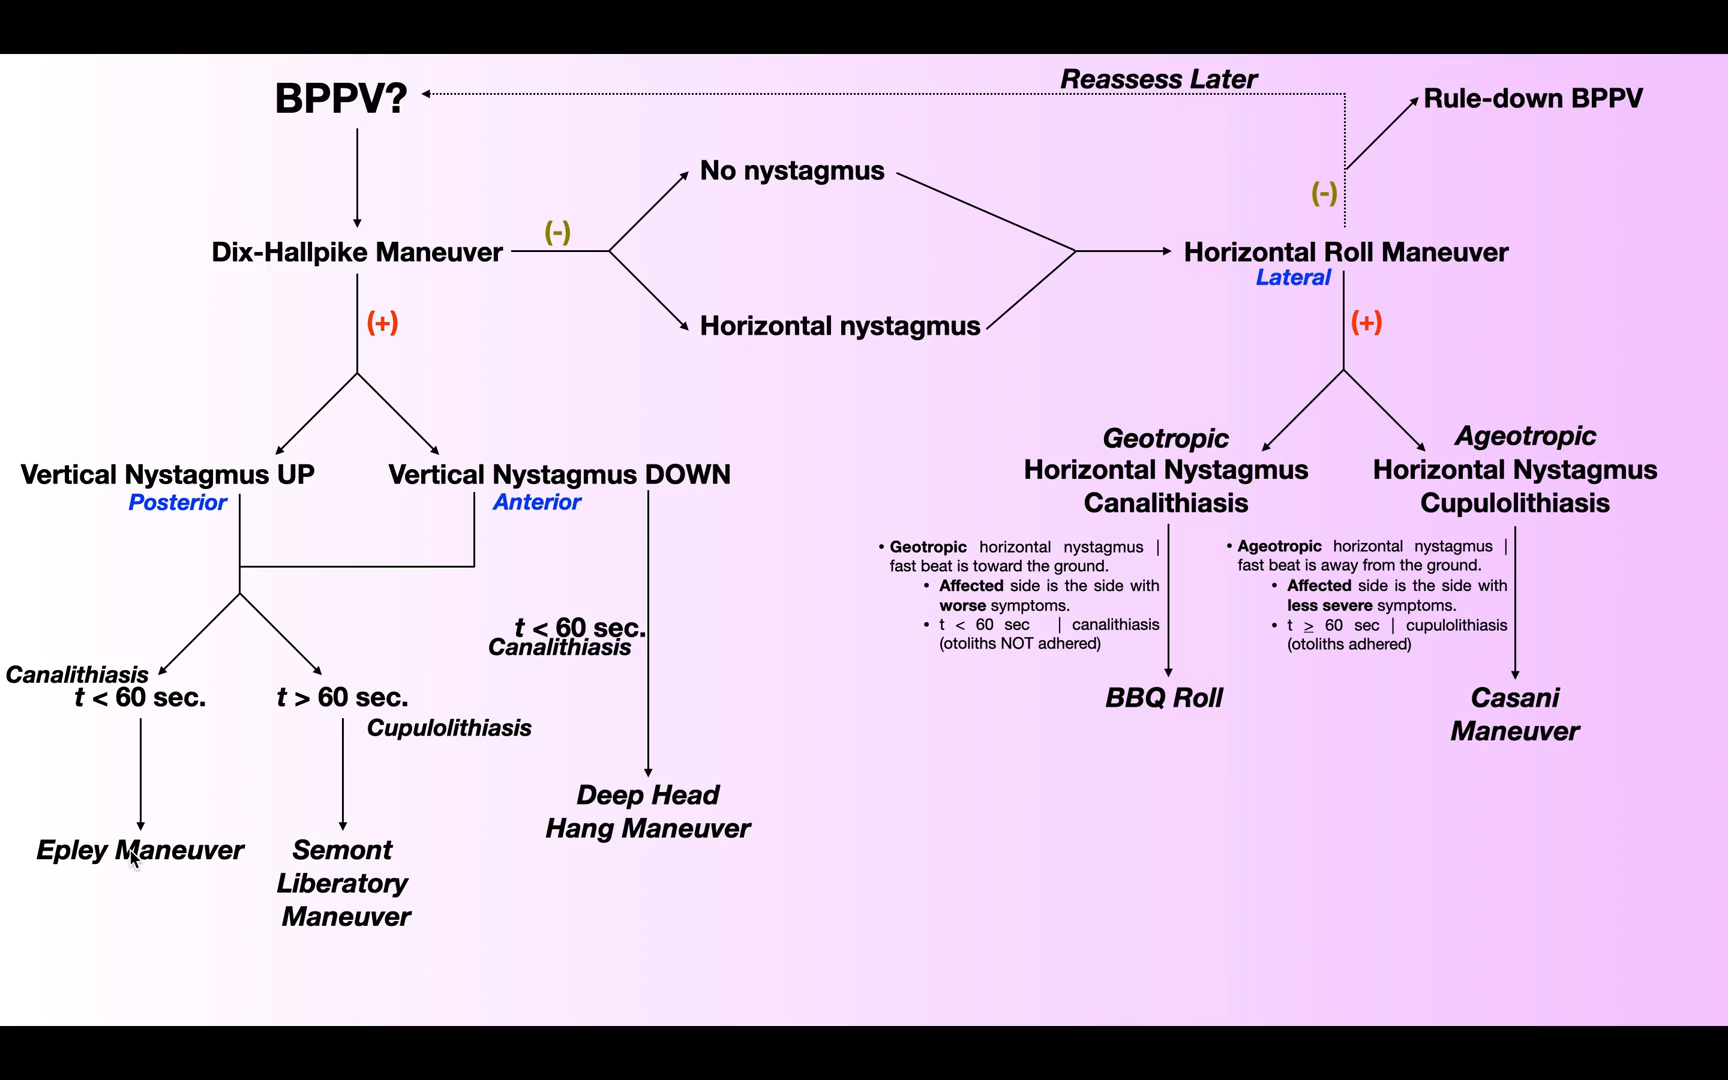 BPPV?
Reassess Later
Rule-down BPPV
No nystagmus
(-)
(-)
Dix-Hallpike Maneuver
Horizontal Roll Maneuver
Lateral
Horizontal nystagmus
(+)
(+)
Vertical Nystagmus UP
Posterior
Vertical Nystagmus DOWN
Anterior
Geotropic
Horizontal Nystagmus
Canalithiasis
Ageotropic
Horizontal Nystagmus
Cupulolithiasis
• Geotropic horizontal nystagmus |
fast beat is toward the ground.
• Affected side is the side with
worse symptoms.
• t < 60 sec | canalithiasis
(otoliths NOT adhered)
• Ageotropic horizontal nystagmus |
fast beat is away from the ground.
• Affected side is the side with
less severe symptoms.
• t ≥ 60 sec | cupulolithiasis
(otoliths adhered)
t < 60 sec.
Canalithiasis
Canalithiasis
t < 60 sec.
t > 60 sec.
Cupulolithiasis
BBQ Roll
Casani
Maneuver
Deep Head
Hang Maneuver
Epley Maneuver
Semont
Liberatory
Maneuver